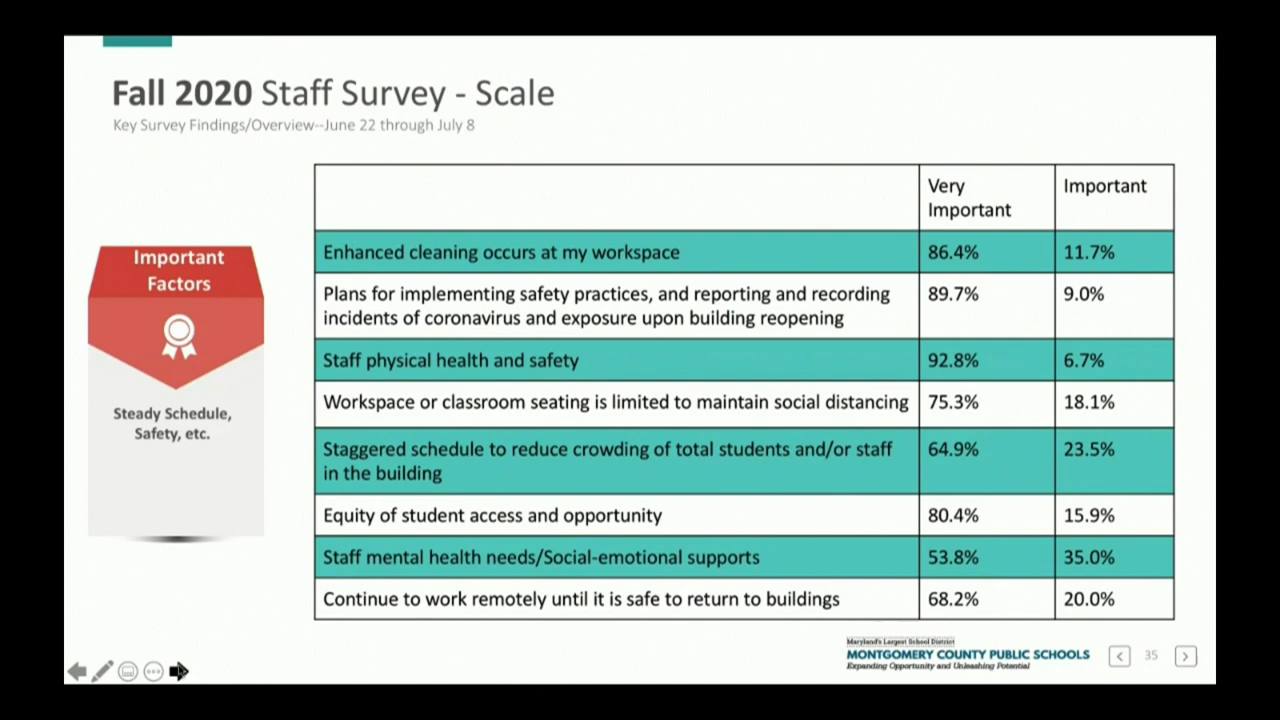 Fall 2020 Staff Survey - Scale
Key Survey Findings/Overview--June 22 through July 8
Important
Factors
Steady Schedule,
Safety, etc.
Very
Important
Important
Enhanced cleaning occurs at my workspace
86.4%
11.7%
Plans for implementing safety practices, and reporting and recording
incidents of coronavirus and exposure upon building reopening
89.7%
9.0%
Staff physical health and safety
92.8%
6.7%
Workspace or classroom seating is limited to maintain social distancing
75.3%
18.1%
Staggered schedule to reduce crowding of total students and/or staff
in the building
64.9%
23.5%
Equity of student access and opportunity
80.4%
15.9%
Staff mental health needs/Social-emotional supports
53.8%
35.0%
Continue to work remotely until it is safe to return to buildings
68.2%
20.0%
Maryland's Largest School District
MONTGOMERY COUNTY PUBLIC SCHOOLS
Expanding Opportunity and Unleashing Potential
35